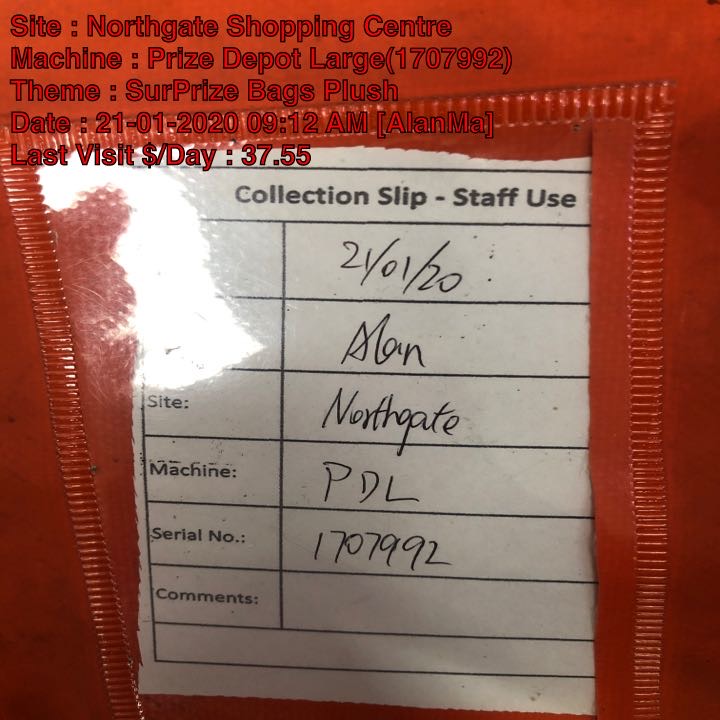 Site : Northgate Shopping Centre
Machine : Prize Depot Large(1707992)
Theme : SurPrize Bags Plush
Date : 21-01-2020 09:12 AM [AlanMa]
Last Visit $/Day : 37.55
Collection Slip - Staff Use
21/01/20
Alan
Site: Northgate
Machine: PDL
Serial No.: 1707992
Comments: